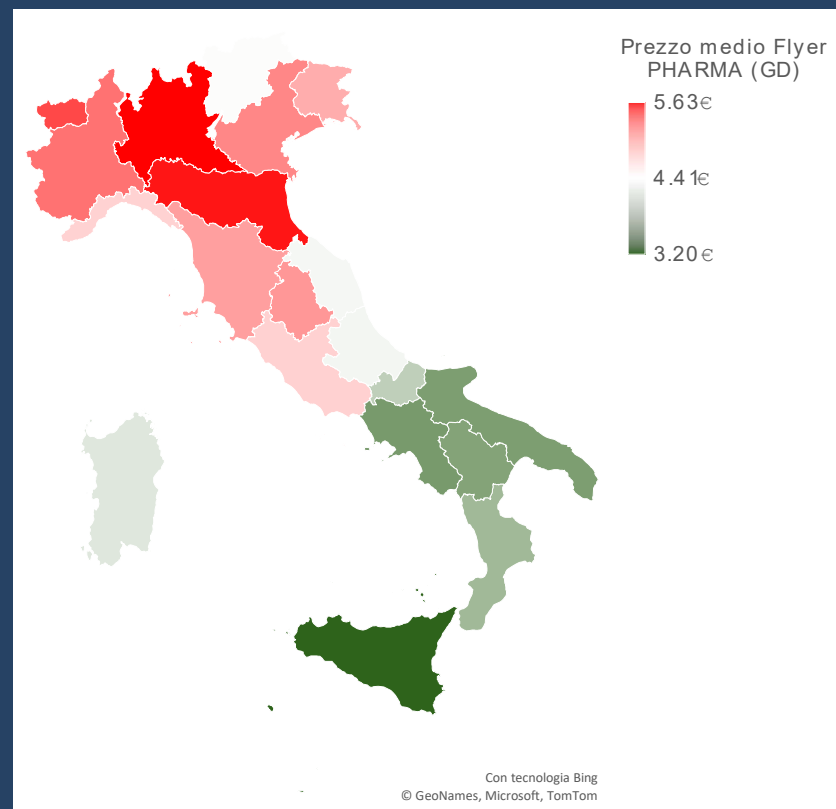 Prezzo medio Flyer
PHARMA (GD)
5.63€
4.41€
3.20€
Con tecnologia Bing
© GeoNames, Microsoft, TomTom